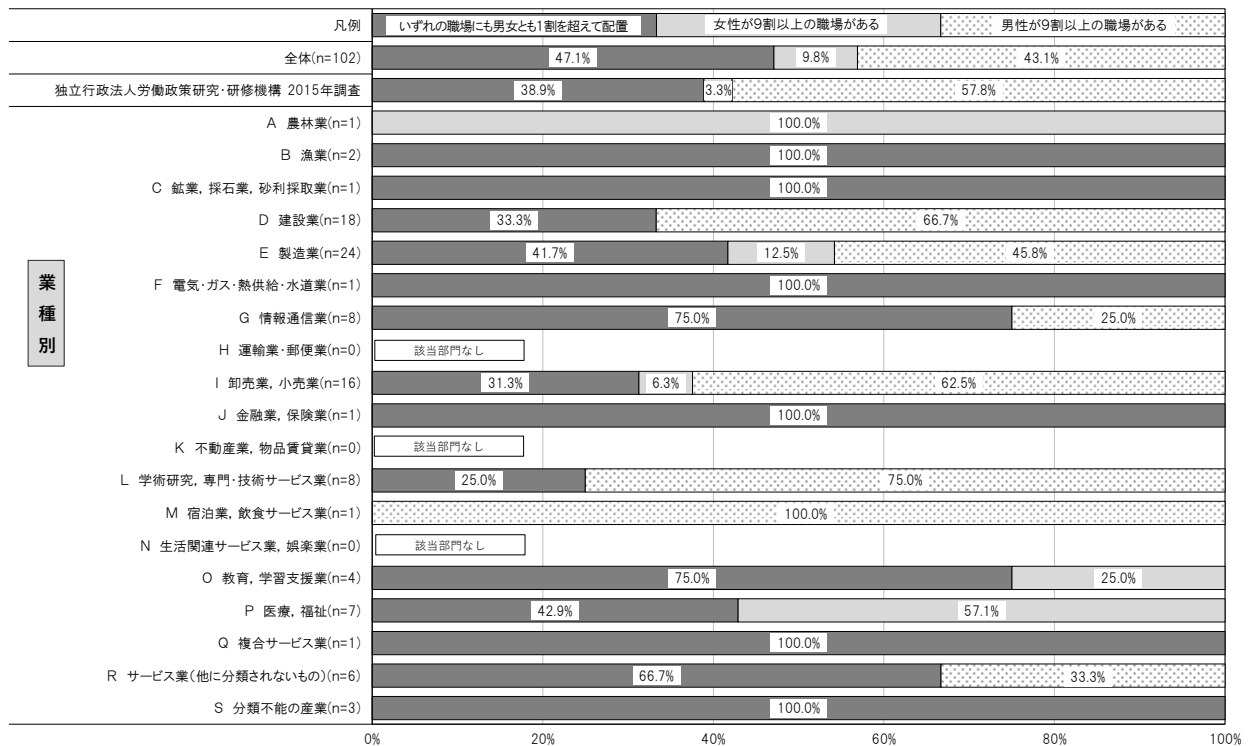 凡例 いずれの職場にも男女とも1割を超えて配置 女性が9割以上の職場がある 男性が9割以上の職場がある
全体(n=102) 47.1% 9.8% 43.1%
独立行政法人労働政策研究・研修機構 2015年調査 38.9% 3.3% 57.8%
業種別
A 農林業(n=1) 100.0%
B 漁業(n=2) 100.0%
C 鉱業，採石業，砂利採取業(n=1) 100.0%
D 建設業(n=18) 33.3% 66.7%
E 製造業(n=24) 41.7% 12.5% 45.8%
F 電気・ガス・熱供給・水道業(n=1) 100.0%
G 情報通信業(n=8) 75.0% 25.0%
H 運輸業・郵便業(n=0) 該当部門なし
I 卸売業，小売業(n=16) 31.3% 6.3% 62.5%
J 金融業，保険業(n=1) 100.0%
K 不動産業，物品賃貸業(n=0) 該当部門なし
L 学術研究，専門・技術サービス業(n=8) 25.0% 75.0%
M 宿泊業，飲食サービス業(n=1) 100.0%
N 生活関連サービス業，娯楽業(n=0) 該当部門なし
O 教育，学習支援業(n=4) 75.0% 25.0%
P 医療，福祉(n=7) 42.9% 57.1%
Q 複合サービス業(n=1) 100.0%
R サービス業(他に分類されないもの)(n=6) 66.7% 33.3%
S 分類不能の産業(n=3) 100.0%
0% 20% 40% 60% 80% 100%